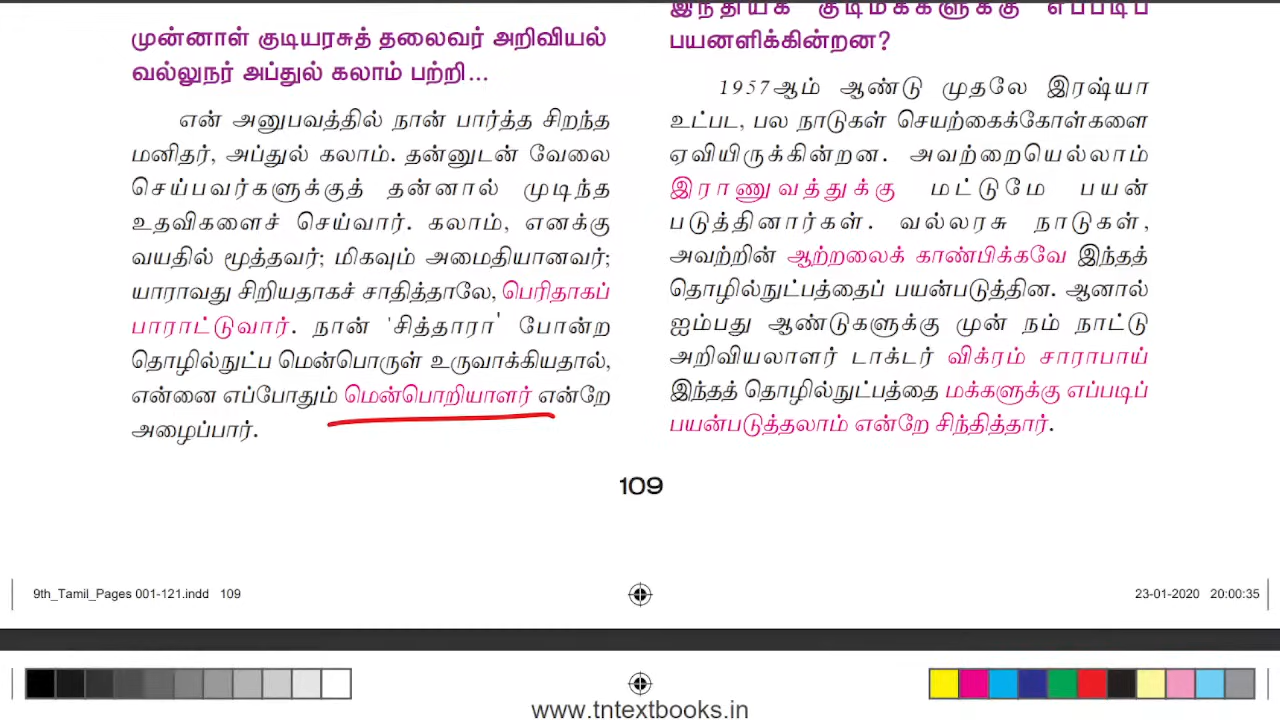 முன்னாள் குடியரசுத் தலைவர் அறிவியல்
வல்லுநர் அப்துல் கலாம் பற்றி...
என் அனுபவத்தில் நான் பார்த்த சிறந்த
மனிதர், அப்துல் கலாம். தன்னுடன் வேலை
செய்பவர்களுக்குத் தன்னால் முடிந்த
உதவிகளைச் செய்வார். கலாம், எனக்கு
வயதில் மூத்தவர்; மிகவும் அமைதியானவர்;
யாராவது சிறியதாகச் சாதித்தாலே, பெரிதாகப்
பாராட்டுவார். நான் 'சித்தாரா' போன்ற
தொழில்நுட்ப மென்பொருள் உருவாக்கியதால்,
என்னை எப்போதும் மென்பொறியாளர் என்றே
அழைப்பார்.
இந்தியக் குடிமக்களுக்கு எப்படிப்
பயனளிக்கின்றன?
1957ஆம் ஆண்டு முதலே இரஷ்யா
உட்பட, பல நாடுகள் செயற்கைக்கோள்களை
ஏவியிருக்கின்றன. அவற்றையெல்லாம்
இராணுவத்துக்கு மட்டுமே பயன்
படுத்தினார்கள். வல்லரசு நாடுகள்,
அவற்றின் ஆற்றலைக் காண்பிக்கவே இந்தத்
தொழில்நுட்பத்தைப் பயன்படுத்தின. ஆனால்
ஐம்பது ஆண்டுகளுக்கு முன் நம் நாட்டு
அறிவியலாளர் டாக்டர் விக்ரம் சாராபாய்
இந்தத் தொழில்நுட்பத்தை மக்களுக்கு எப்படிப்
பயன்படுத்தலாம் என்றே சிந்தித்தார்.
109
9th_Tamil_Pages 001-121.indd 109
23-01-2020 20:00:35
www.tntextbooks.in